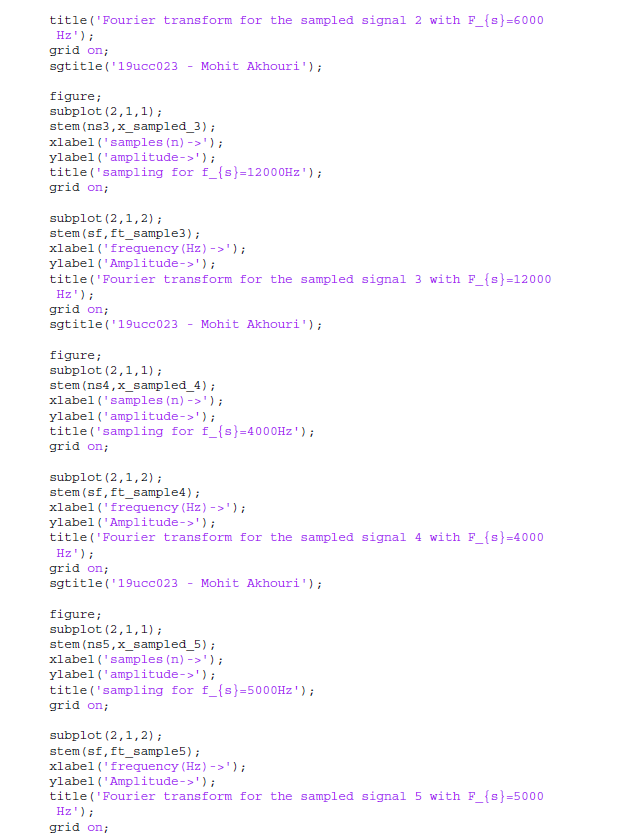 title('Fourier transform for the sampled signal 2 with F_{s}=6000
Hz');
grid on;
sgtitle('19ucc023 - Mohit Akhouri');
figure;
subplot(2,1,1);
stem(ns3,x_sampled_3);
xlabel('samples(n)->');
ylabel('amplitude->');
title('sampling for f_{s}=12000Hz');
grid on;
subplot(2,1,2);
stem(sf,ft_sample3);
xlabel('frequency(Hz)->');
ylabel('Amplitude->');
title('Fourier transform for the sampled signal 3 with F_{s}=12000
Hz');
grid on;
sgtitle('19ucc023 - Mohit Akhouri');
figure;
subplot(2,1,1);
stem(ns4,x_sampled_4);
xlabel('samples(n)->');
ylabel('amplitude->');
title('sampling for f_{s}=4000Hz');
grid on;
subplot(2,1,2);
stem(sf,ft_sample4);
xlabel('frequency(Hz)->');
ylabel('Amplitude->');
title('Fourier transform for the sampled signal 4 with F_{s}=4000
Hz');
grid on;
sgtitle('19ucc023 - Mohit Akhouri');
figure;
subplot(2,1,1);
stem(ns5,x_sampled_5);
xlabel('samples(n)->');
ylabel('amplitude->');
title('sampling for f_{s}=5000Hz');
grid on;
subplot(2,1,2);
stem(sf,ft_sample5);
xlabel('frequency(Hz)->');
ylabel('Amplitude->');
title('Fourier transform for the sampled signal 5 with F_{s}=5000
Hz');
grid on;